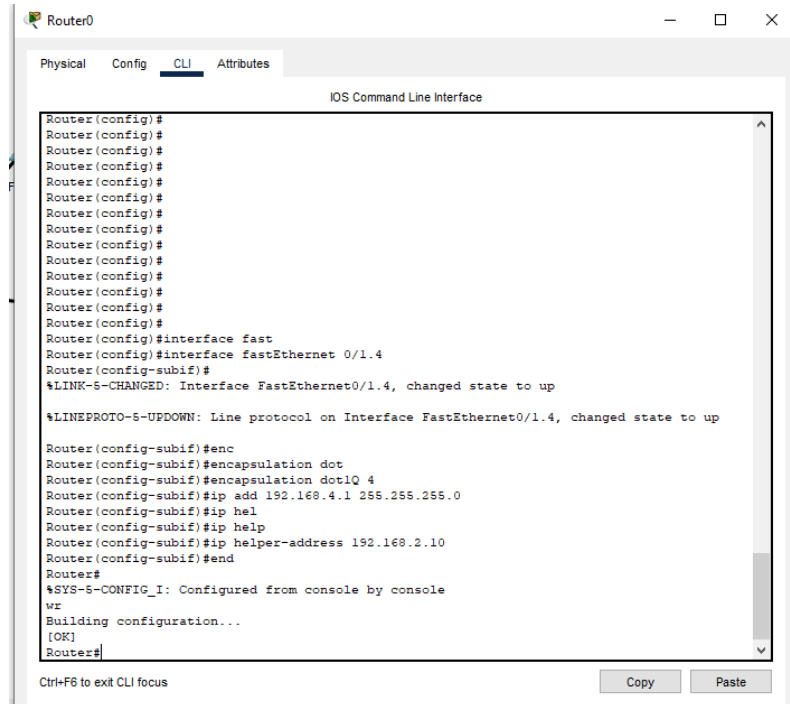 Router0
Physical Config CLI Attributes
IOS Command Line Interface
Router(config)#
Router(config)#
Router(config)#
Router(config)#
Router(config)#
Router(config)#
Router(config)#
Router(config)#
Router(config)#
Router(config)#
Router(config)#
Router(config)#
Router(config)#
Router(config)#
Router(config)#interface fast
Router(config)#interface fastEthernet 0/1.4
Router(config-subif)#
%LINK-5-CHANGED: Interface FastEthernet0/1.4, changed state to up
%LINEPROTO-5-UPDOWN: Line protocol on Interface FastEthernet0/1.4, changed state to up
Router(config-subif)#enc
Router(config-subif)#encapsulation dot
Router(config-subif)#encapsulation dot1Q 4
Router(config-subif)#ip add 192.168.4.1 255.255.255.0
Router(config-subif)#ip hel
Router(config-subif)#ip help
Router(config-subif)#ip helper-address 192.168.2.10
Router(config-subif)#end
Router#
%SYS-5-CONFIG_I: Configured from console by console
wr
Building configuration...
[OK]
Router#
Ctrl+F6 to exit CLI focus
Copy Paste